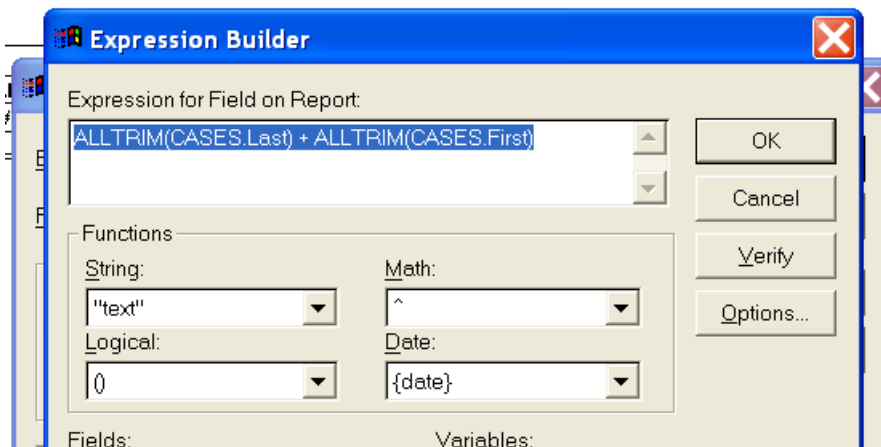 Expression Builder
Expression for Field on Report:
ALLTRIM(CASES.Last) + ALLTRIM(CASES.First)
OK
Cancel
Verify
Options...
Functions
String:
Math:
"text"
^
Logical:
Date:
()
{date}
Fields:
Variables: